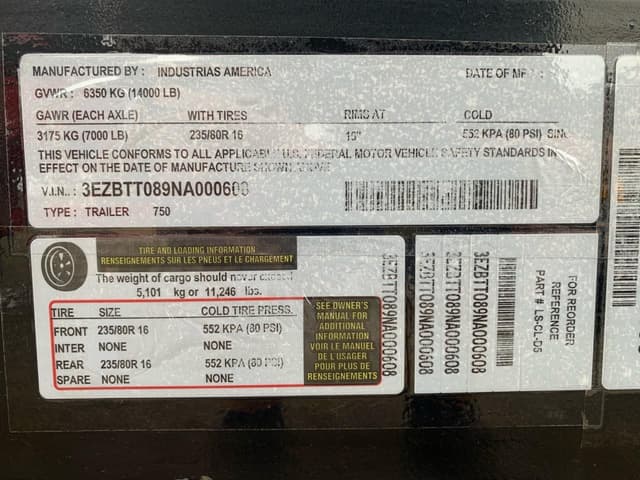 MANUFACTURED BY : INDUSTRIAS AMERICA DATE OF MFR :
GVWR : 6350 KG (14000 LB)
GAWR (EACH AXLE) WITH TIRES RIMS AT COLD
3175 KG (7000 LB) 235/80R 16 16" 552 KPA (80 PSI) SING
THIS VEHICLE CONFORMS TO ALL APPLICABLE U.S. FEDERAL MOTOR VEHICLE SAFETY STANDARDS IN
EFFECT ON THE DATE OF MANUFACTURE SHOWN ABOVE
V.I.N.. : 3EZBTT089NA000608
TYPE : TRAILER 750
TIRE AND LOADING INFORMATION
RENSEIGNEMENTS SUR LES PNEUS ET LE CHARGEMENT
The weight of cargo should never exceed
5,101 kg or 11,246 lbs.
TIRE SIZE COLD TIRE PRESS.
FRONT 235/80R 16 552 KPA (80 PSI)
INTER NONE NONE
REAR 235/80R 16 552 KPA (80 PSI)
SPARE NONE NONE
SEE OWNER'S
MANUAL FOR
ADDITIONAL
INFORMATION
VOIR LE MANUEL
DE L'USAGER
POUR PLUS DE
RENSEIGNEMENTS
3EZBTT089NA000608
3EZBTT089NA000608
3EZBTT089NA000608
3EZBTT089NA000608
FOR REORDER
REFERENCE
PART # LS-CL-D5